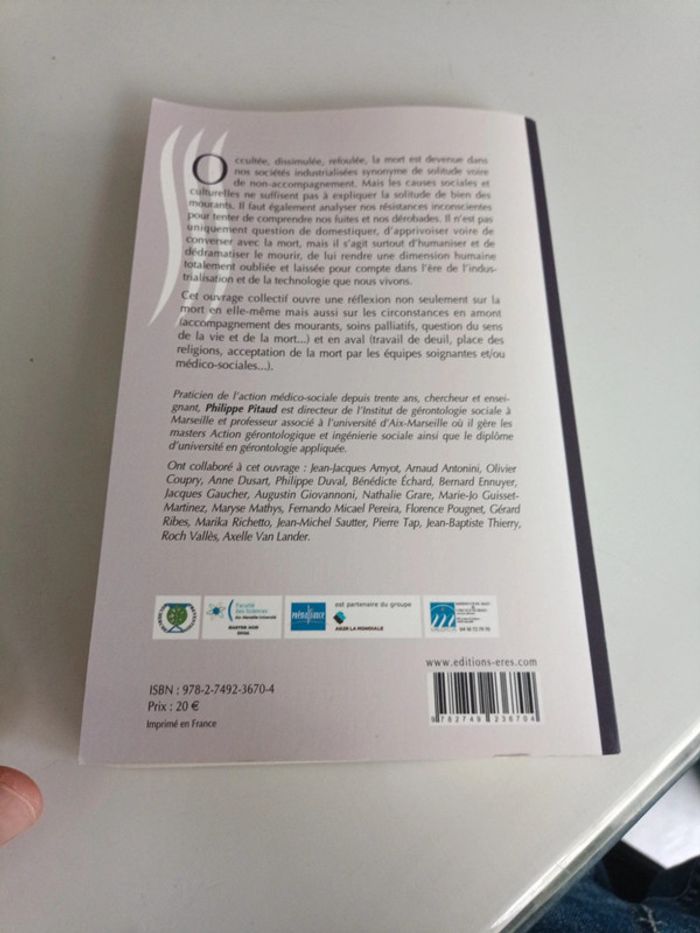 Occultée, dissimulée, refoulée, la mort est devenue dans
nos sociétés industrialisées synonyme de solitude voire
de non-accompagnement. Mais les causes sociales et
culturelles ne suffisent pas à expliquer la solitude de bien des
mourants. Il faut également analyser nos résistances inconscientes
pour tenter de comprendre nos fuites et nos dérobades. Il n'est pas
uniquement question de domestiquer, d'apprivoiser voire de
converser avec la mort, mais il s'agit surtout d'humaniser et de
dédramatiser le mourir, de lui rendre une dimension humaine
totalement oubliée et laissée pour compte dans l'ère de l'indus-
trialisation et de la technologie que nous vivons.
Cet ouvrage collectif ouvre une réflexion non seulement sur la
mort en elle-même mais aussi sur les circonstances en amont
(accompagnement des mourants, soins palliatifs, question du sens
de la vie et de la mort...) et en aval (travail de deuil, place des
religions, acceptation de la mort par les équipes soignantes et/ou
médico-sociales...).
Praticien de l'action médico-sociale depuis trente ans, chercheur et ensei-
gnant, Philippe Pitaud est directeur de l'Institut de gérontologie sociale à
Marseille et professeur associé à l'université d'Aix-Marseille où il gère les
masters Action gérontologique et ingénierie sociale ainsi que le diplôme
d'université en gérontologie appliquée.
Ont collaboré à cet ouvrage : Jean-Jacques Amyot, Arnaud Antonini, Olivier
Coupry, Anne Dusart, Philippe Duval, Bénédicte Échard, Bernard Ennuyer,
Jacques Gaucher, Augustin Giovannoni, Nathalie Grare, Marie-Jo Guisset-
Martinez, Maryse Mathys, Fernando Micael Pereira, Florence Pougnet, Gérard
Ribes, Marika Richetto, Jean-Michel Sautter, Pierre Tap, Jean-Baptiste Thierry,
Roch Vallès, Axelle Van Lander.
Faculté
des Sciences
Aix-Marseille Université
est partenaire du groupe
AG2R LA MONDIALE
www.editions-eres.com
ISBN : 978-2-7492-3670-4
Prix : 20 €
Imprimé en France
9 782749 236704